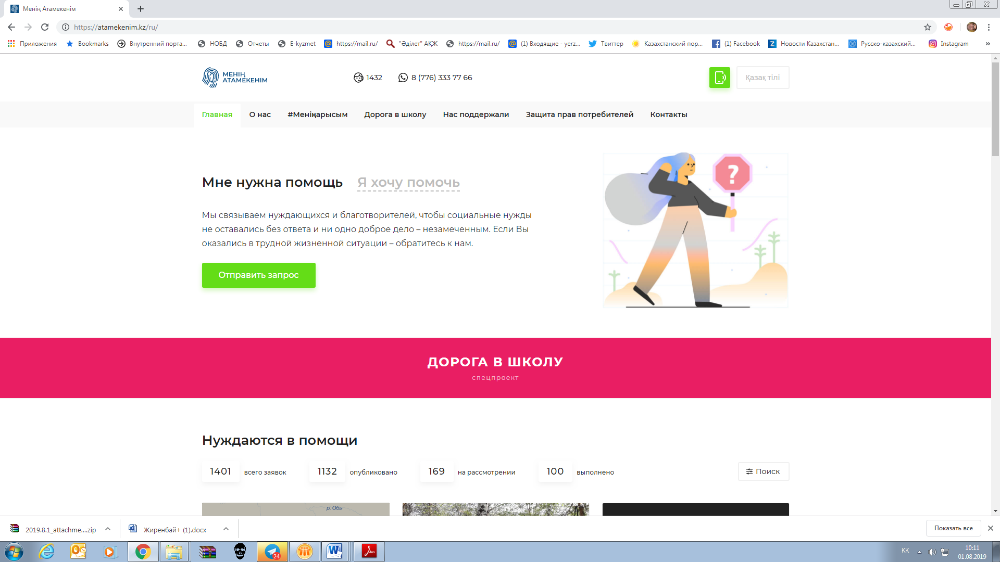 Менің Атамекенім
https://atamekenim.kz/ru/
Приложения
Bookmarks
Внутренний порта...
НОБД
Отчеты
E-kyzmet
https://mail.ru/
"Әділет" АҚЖ
https://mail.ru/
(1) Входящие - yerz...
Твиттер
Казахстанский пор...
(1) Facebook
Новости Казахстан...
Русско-казахский...
Instagram
»
МЕНІҢ
АТАМЕКЕНІМ
1432
8 (776) 333 77 66
Қазақ тілі
Главная
О нас
#Меніңарысым
Дорога в школу
Нас поддержали
Защита прав потребителей
Контакты
Мне нужна помощь
Я хочу помочь
?
Мы связываем нуждающихся и благотворителей, чтобы социальные нужды
не оставались без ответа и ни одно доброе дело – незамеченным. Если Вы
оказались в трудной жизненной ситуации – обратитесь к нам.
Отправить запрос
ДОРОГА В ШКОЛУ
спецпроект
Нуждаются в помощи
1401 всего заявок
1132 опубликовано
169 на рассмотрении
100 выполнено
Поиск
р. Обь
2019.8.1_attachme....zip
Жиренбай+ (1).docx
Показать все
24
KK
10:11
01.08.2019